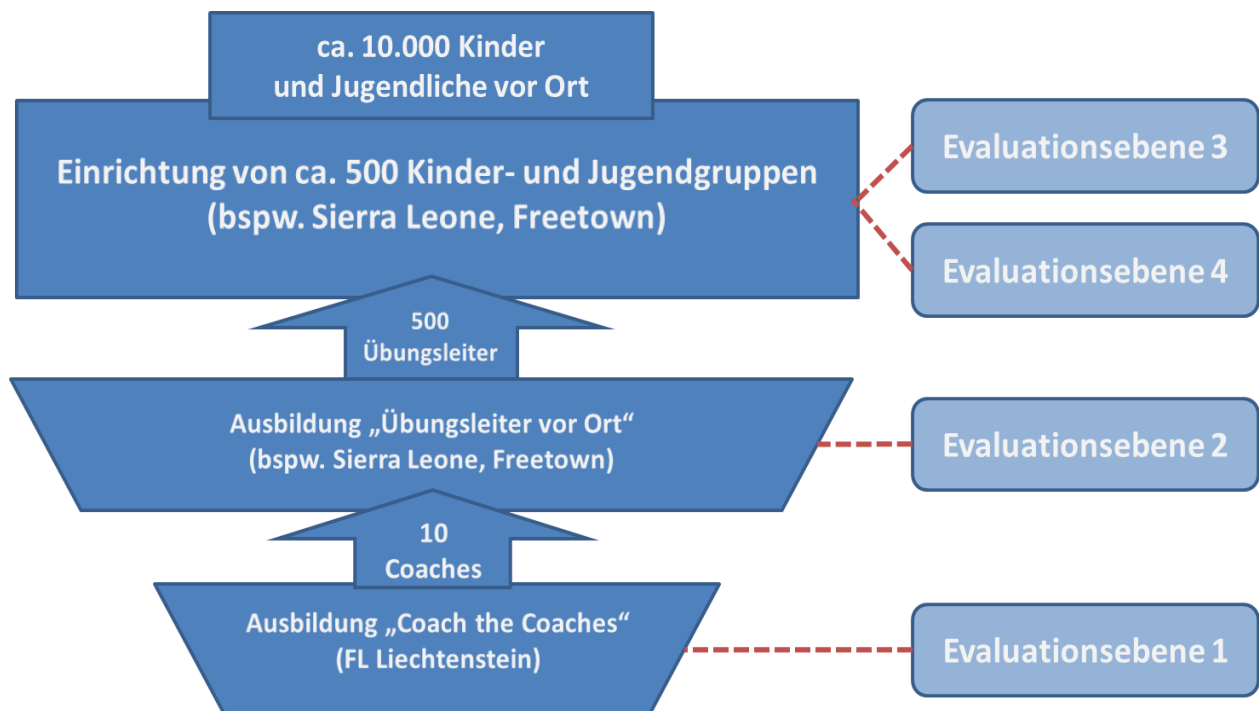 ca. 10.000 Kinder
und Jugendliche vor Ort
Einrichtung von ca. 500 Kinder- und Jugendgruppen
(bspw. Sierra Leone, Freetown)
Evaluationsebene 3
Evaluationsebene 4
500
Übungsleiter
Ausbildung „Übungsleiter vor Ort“
(bspw. Sierra Leone, Freetown)
Evaluationsebene 2
10
Coaches
Ausbildung „Coach the Coaches“
(FL Liechtenstein)
Evaluationsebene 1